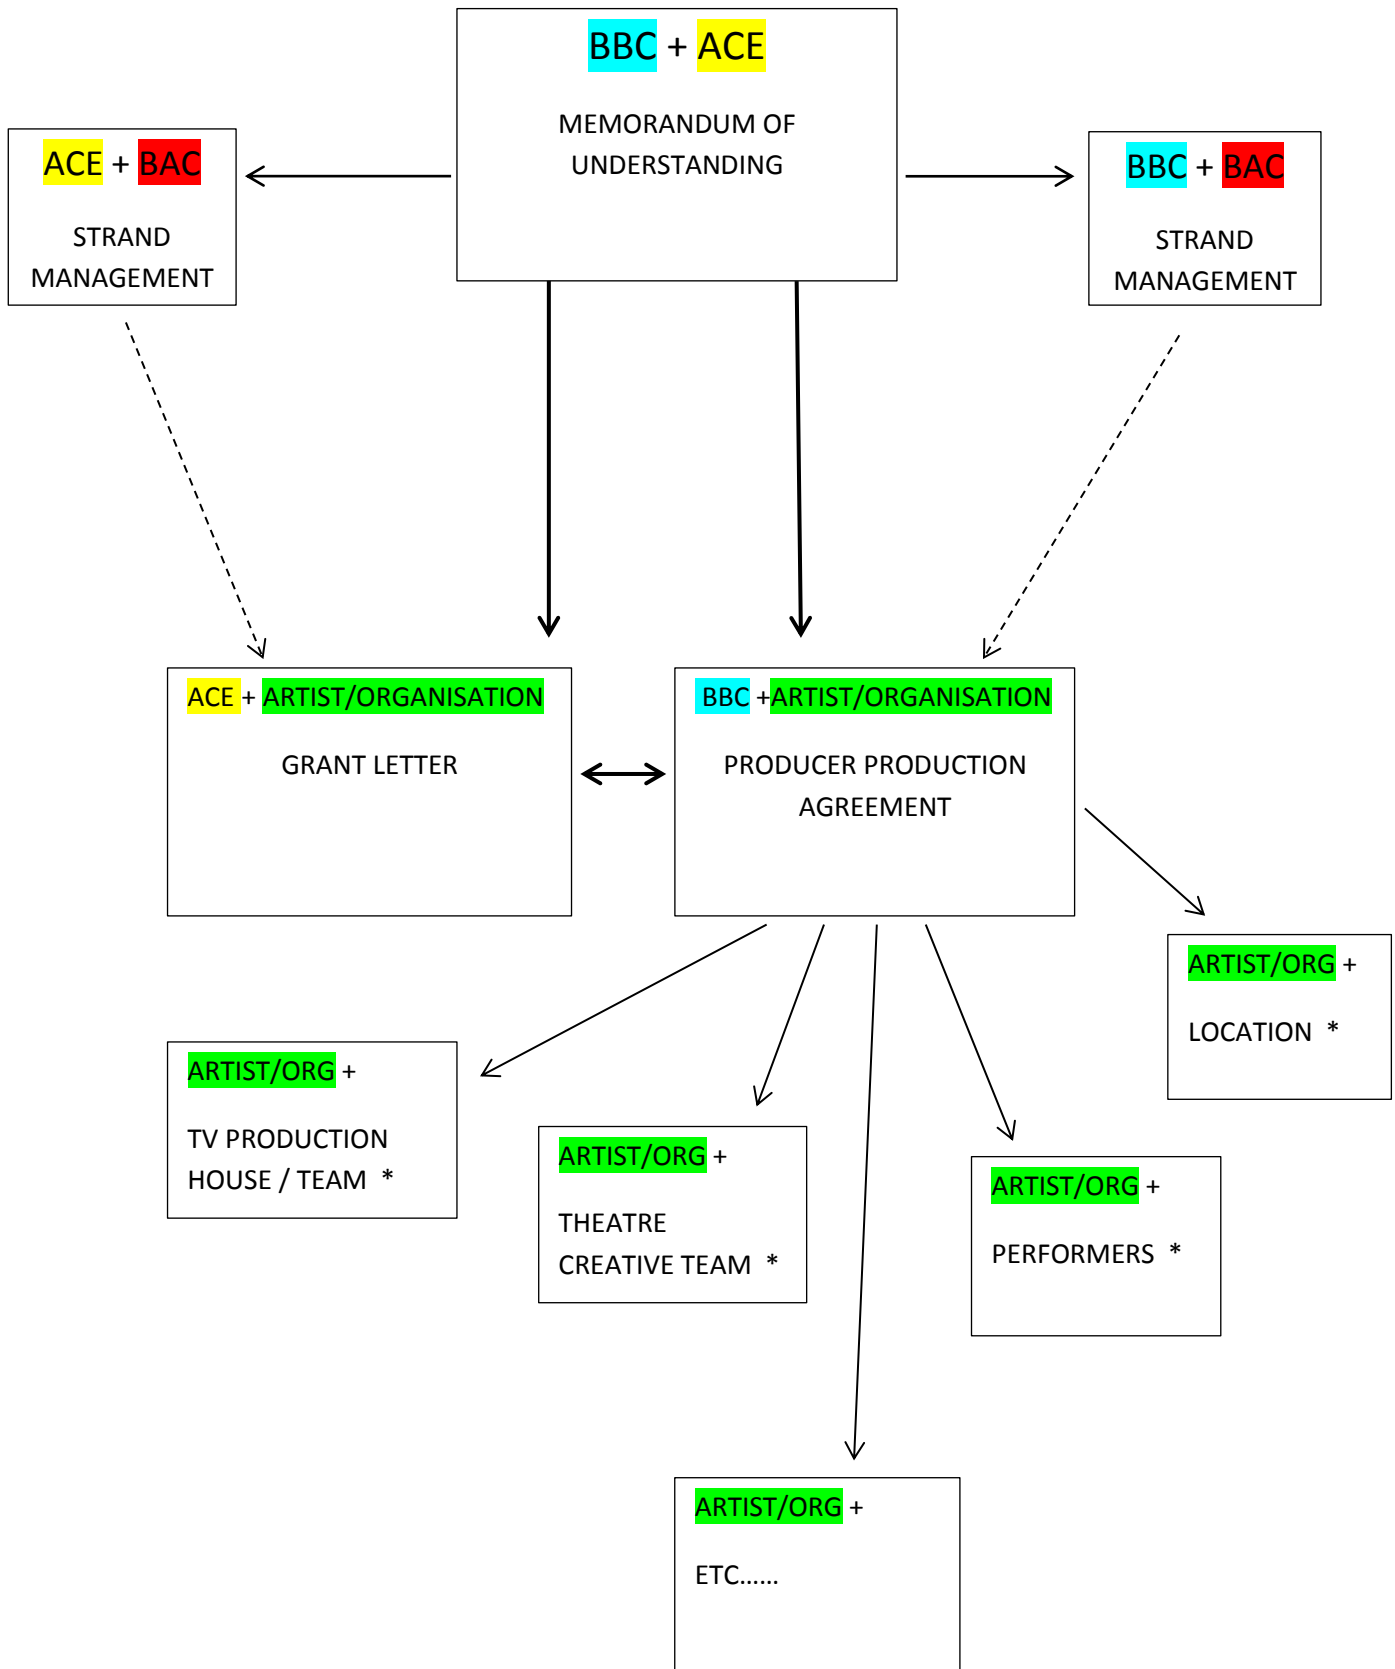 BBC + ACE
MEMORANDUM OF
UNDERSTANDING
ACE + BAC
STRAND
MANAGEMENT
BBC + BAC
STRAND
MANAGEMENT
ACE + ARTIST/ORGANISATION
GRANT LETTER
BBC +ARTIST/ORGANISATION
PRODUCER PRODUCTION
AGREEMENT
ARTIST/ORG +
LOCATION *
ARTIST/ORG +
TV PRODUCTION
HOUSE / TEAM *
ARTIST/ORG +
THEATRE
CREATIVE TEAM *
ARTIST/ORG +
PERFORMERS *
ARTIST/ORG +
ETC......